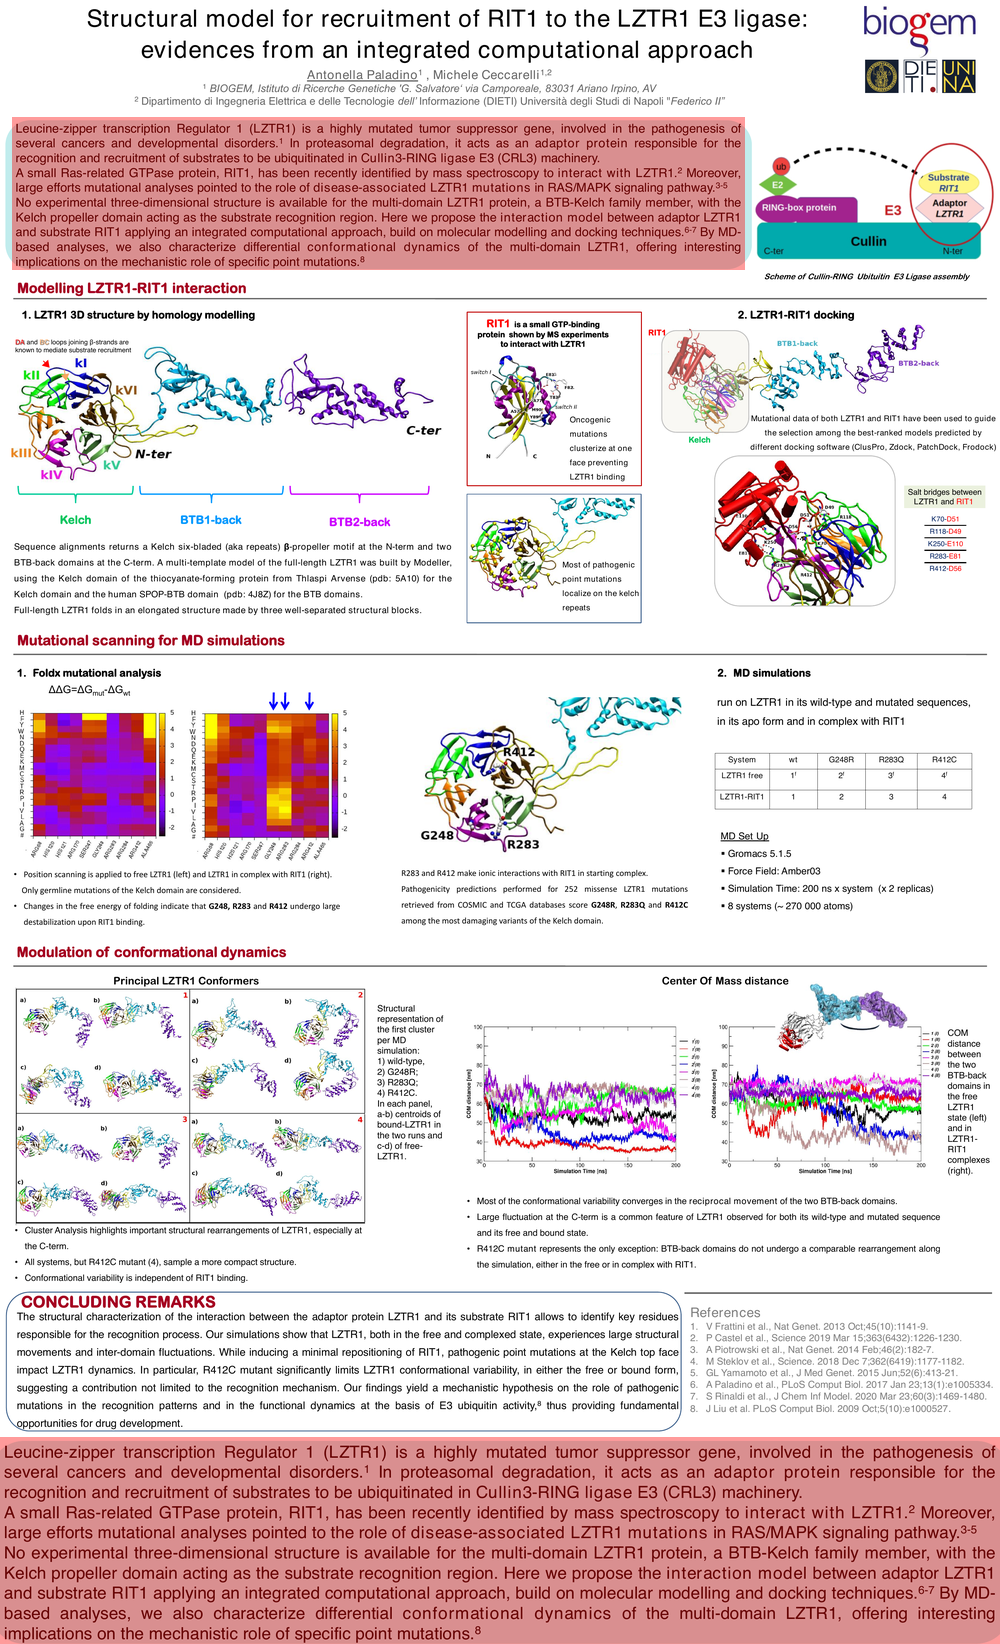 Structural model for recruitment of RIT1 to the LZTR1 E3 ligase:
evidences from an integrated computational approach
Antonella Paladino1 , Michele Ceccarelli1,2
1 BIOGEM, Istituto di Ricerche Genetiche 'G. Salvatore' via Camporeale, 83031 Ariano Irpino, AV
2 Dipartimento di Ingegneria Elettrica e delle Tecnologie dell' Informazione (DIETI) Università degli Studi di Napoli "Federico II"
biogem
DIE
TI.
UNI
NA
Leucine-zipper transcription Regulator 1 (LZTR1) is a highly mutated tumor suppressor gene, involved in the pathogenesis of
several cancers and developmental disorders.1 In proteasomal degradation, it acts as an adaptor protein responsible for the
recognition and recruitment of substrates to be ubiquitinated in Cullin3-RING ligase E3 (CRL3) machinery.
A small Ras-related GTPase protein, RIT1, has been recently identified by mass spectroscopy to interact with LZTR1.2 Moreover,
large efforts mutational analyses pointed to the role of disease-associated LZTR1 mutations in RAS/MAPK signaling pathway.3-5
No experimental three-dimensional structure is available for the multi-domain LZTR1 protein, a BTB-Kelch family member, with the
Kelch propeller domain acting as the substrate recognition region. Here we propose the interaction model between adaptor LZTR1
and substrate RIT1 applying an integrated computational approach, build on molecular modelling and docking techniques.6-7 By MD-
based analyses, we also characterize differential conformational dynamics of the multi-domain LZTR1, offering interesting
implications on the mechanistic role of specific point mutations.8
ub
E2
RING-box protein
E3
Substrate
RIT1
Adaptor
LZTR1
Cullin
C-ter
N-ter
Scheme of Cullin-RING Ubituitin E3 Ligase assembly
Modelling LZTR1-RIT1 interaction
1. LZTR1 3D structure by homology modelling
DA and BC loops joining β-strands are
known to mediate substrate recruitment
kI
kII
kVI
kIII
kIV
kV
N-ter
C-ter
Kelch
BTB1-back
BTB2-back
Sequence alignments returns a Kelch six-bladed (aka repeats) β-propeller motif at the N-term and two
BTB-back domains at the C-term. A multi-template model of the full-length LZTR1 was built by Modeller,
using the Kelch domain of the thiocyanate-forming protein from Thlaspi Arvense (pdb: 5A10) for the
Kelch domain and the human SPOP-BTB domain (pdb: 4J8Z) for the BTB domains.
Full-length LZTR1 folds in an elongated structure made by three well-separated structural blocks.
RIT1 is a small GTP-binding
protein shown by MS experiments
to interact with LZTR1
switch I
switch II
N
C
Oncogenic
mutations
clusterize at one
face preventing
LZTR1 binding
Most of pathogenic
point mutations
localize on the kelch
repeats
2. LZTR1-RIT1 docking
RIT1
BTB1-back
BTB2-back
Kelch
Mutational data of both LZTR1 and RIT1 have been used to guide
the selection among the best-ranked models predicted by
different docking software (ClusPro, Zdock, PatchDock, Frodock)
Salt bridges between
LZTR1 and RIT1
K70-D51
R118-D49
K250-E110
R283-E81
R412-D56
Mutational scanning for MD simulations
1. Foldx mutational analysis
ΔΔG=ΔGmut-ΔGwt
H
F
Y
W
N
D
Q
E
K
M
C
S
T
R
P
I
V
L
A
G
#
5
4
3
2
1
0
-1
-2
Position scanning is applied to free LZTR1 (left) and LZTR1 in complex with RIT1 (right).
Only germline mutations of the Kelch domain are considered.
Changes in the free energy of folding indicate that G248, R283 and R412 undergo large
destabilization upon RIT1 binding.
R412
G248
R283
R283 and R412 make ionic interactions with RIT1 in starting complex.
Pathogenicity predictions performed for 252 missense LZTR1 mutations
retrieved from COSMIC and TCGA databases score G248R, R283Q and R412C
among the most damaging variants of the Kelch domain.
2. MD simulations
run on LZTR1 in its wild-type and mutated sequences,
in its apo form and in complex with RIT1
System wt G248R R283Q R412C
LZTR1 free 1f 2f 3f 4f
LZTR1-RIT1 1 2 3 4
MD Set Up
Gromacs 5.1.5
Force Field: Amber03
Simulation Time: 200 ns x system (x 2 replicas)
8 systems (~ 270 000 atoms)
Modulation of conformational dynamics
Principal LZTR1 Conformers
a)
b)
c)
d)
1
2
3
4
Structural
representation of
the first cluster
per MD
simulation:
1) wild-type,
2) G248R;
3) R283Q;
4) R412C.
In each panel,
a-b) centroids of
bound-LZTR1 in
the two runs and
c-d) of free-
LZTR1.
Cluster Analysis highlights important structural rearrangements of LZTR1, especially at
the C-term.
All systems, but R412C mutant (4), sample a more compact structure.
Conformational variability is independent of RIT1 binding.
Center Of Mass distance
COM distance [nm]
Simulation Time [ns]
COM distance [nm]
Simulation Time [ns]
COM
distance
between
the two
BTB-back
domains in
the free
LZTR1
state (left)
and in
LZTR1-
RIT1
complexes
(right).
Most of the conformational variability converges in the reciprocal movement of the two BTB-back domains.
Large fluctuation at the C-term is a common feature of LZTR1 observed for both its wild-type and mutated sequence
and its free and bound state.
R412C mutant represents the only exception: BTB-back domains do not undergo a comparable rearrangement along
the simulation, either in the free or in complex with RIT1.
CONCLUDING REMARKS
The structural characterization of the interaction between the adaptor protein LZTR1 and its substrate RIT1 allows to identify key residues
responsible for the recognition process. Our simulations show that LZTR1, both in the free and complexed state, experiences large structural
movements and inter-domain fluctuations. While inducing a minimal repositioning of RIT1, pathogenic point mutations at the Kelch top face
impact LZTR1 dynamics. In particular, R412C mutant significantly limits LZTR1 conformational variability, in either the free or bound form,
suggesting a contribution not limited to the recognition mechanism. Our findings yield a mechanistic hypothesis on the role of pathogenic
mutations in the recognition patterns and in the functional dynamics at the basis of E3 ubiquitin activity,8 thus providing fundamental
opportunities for drug development.
References
1. V Frattini et al., Nat Genet. 2013 Oct;45(10):1141-9.
2. P Castel et al., Science 2019 Mar 15;363(6432):1226-1230.
3. A Piotrowski et al., Nat Genet. 2014 Feb;46(2):182-7.
4. M Steklov et al., Science. 2018 Dec 7;362(6419):1177-1182.
5. GL Yamamoto et al., J Med Genet. 2015 Jun;52(6):413-21.
6. A Paladino et al., PLoS Comput Biol. 2017 Jan 23;13(1):e1005334.
7. S Rinaldi et al., J Chem Inf Model. 2020 Mar 23;60(3):1469-1480.
8. J Liu et al. PLoS Comput Biol. 2009 Oct;5(10):e1000527.
Leucine-zipper transcription Regulator 1 (LZTR1) is a highly mutated tumor suppressor gene, involved in the pathogenesis of
several cancers and developmental disorders.1 In proteasomal degradation, it acts as an adaptor protein responsible for the
recognition and recruitment of substrates to be ubiquitinated in Cullin3-RING ligase E3 (CRL3) machinery.
A small Ras-related GTPase protein, RIT1, has been recently identified by mass spectroscopy to interact with LZTR1.2 Moreover,
large efforts mutational analyses pointed to the role of disease-associated LZTR1 mutations in RAS/MAPK signaling pathway.3-5
No experimental three-dimensional structure is available for the multi-domain LZTR1 protein, a BTB-Kelch family member, with the
Kelch propeller domain acting as the substrate recognition region. Here we propose the interaction model between adaptor LZTR1
and substrate RIT1 applying an integrated computational approach, build on molecular modelling and docking techniques.6-7 By MD-
based analyses, we also characterize differential conformational dynamics of the multi-domain LZTR1, offering interesting
implications on the mechanistic role of specific point mutations.8